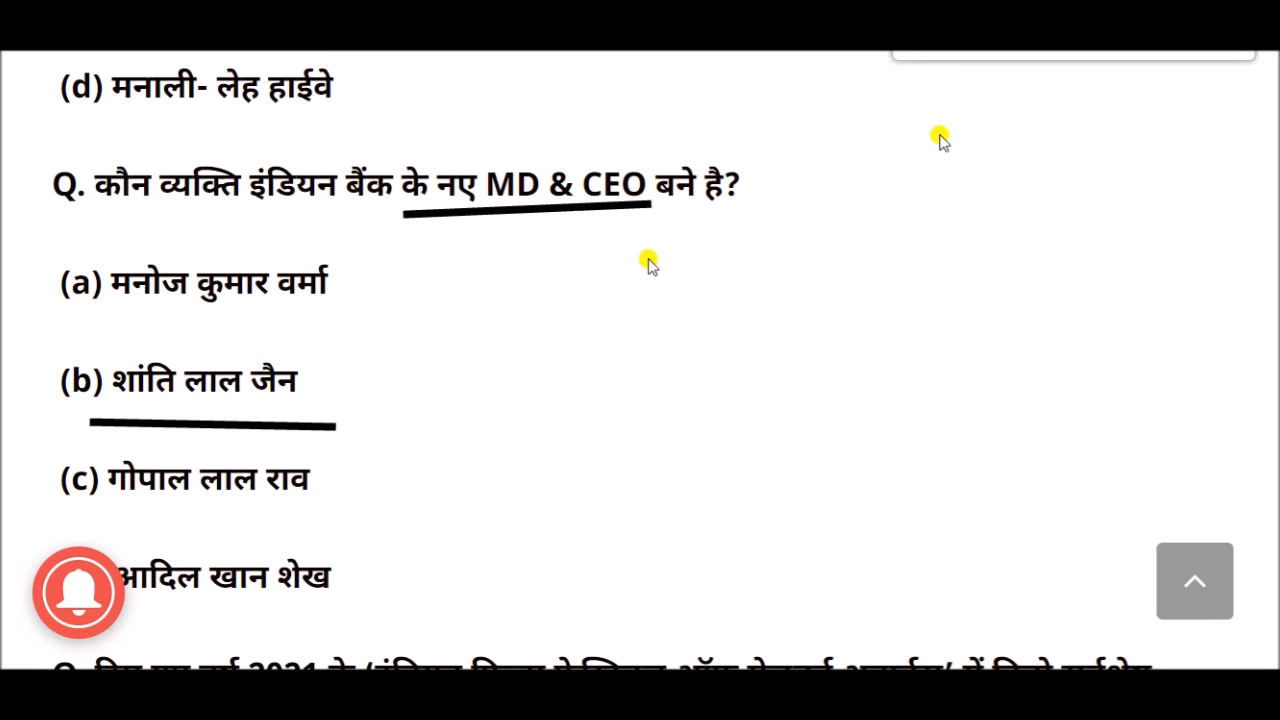 (d) मनाली- लेह हाईवे
Q. कौन व्यक्ति इंडियन बैंक के नए MD & CEO बने है?
(a) मनोज कुमार वर्मा
(b) शांति लाल जैन
(c) गोपाल लाल राव
आदिल खान शेख